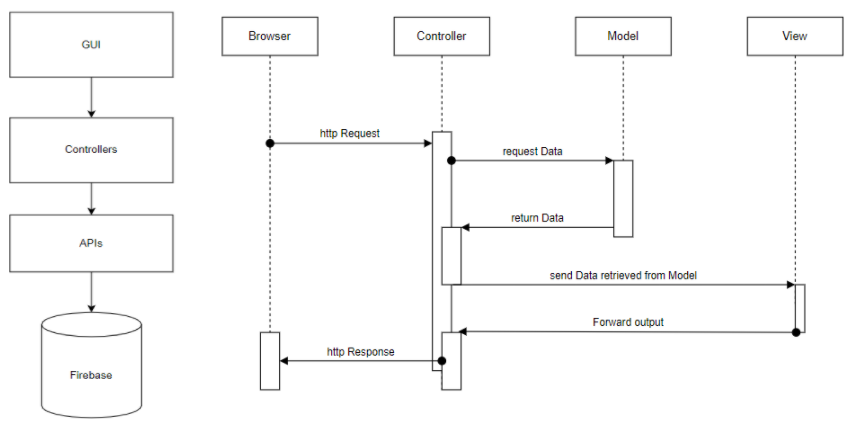 GUI
Controllers
APIs
Firebase
Browser
Controller
Model
View
http Request
request Data
return Data
send Data retrieved from Model
Forward output
http Response